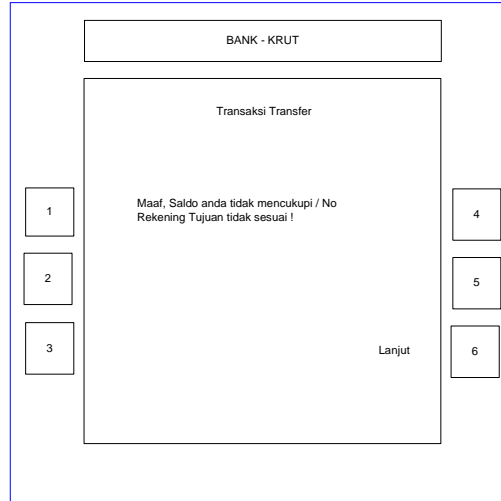 BANK - KRUT
Transaksi Transfer
Maaf, Saldo anda tidak mencukupi / No
Rekening Tujuan tidak sesuai !
1
4
2
5
3
Lanjut
6